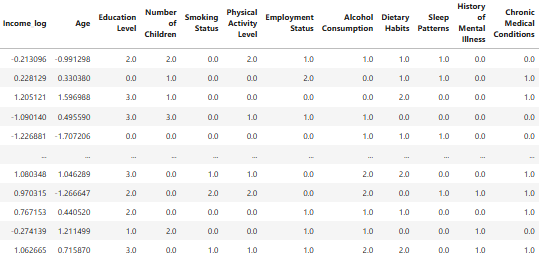 Income log Age Education Level Number of Children Smoking Status Physical Activity Level Employment Status Alcohol Consumption Dietary Habits Sleep Patterns History of Mental Illness Chronic Medical Conditions
-0.213096 -0.991298 2.0 2.0 0.0 2.0 1.0 1.0 1.0 1.0 0.0 0.0
0.228129 0.330380 0.0 1.0 0.0 0.0 2.0 0.0 1.0 1.0 0.0 1.0
1.205121 1.596988 3.0 1.0 0.0 0.0 0.0 0.0 2.0 0.0 0.0 1.0
-1.090140 0.495590 3.0 3.0 0.0 1.0 1.0 1.0 0.0 0.0 0.0 0.0
-1.226881 -1.707206 0.0 0.0 0.0 0.0 0.0 1.0 1.0 1.0 0.0 0.0
... ... ... ... ... ... ... ... ... ... ... ...
1.080348 1.046289 3.0 0.0 1.0 1.0 0.0 2.0 2.0 0.0 0.0 1.0
0.970315 -1.266647 2.0 0.0 2.0 2.0 0.0 0.0 2.0 1.0 1.0 0.0
0.767153 0.440520 2.0 0.0 0.0 0.0 1.0 1.0 1.0 0.0 0.0 0.0
-0.274139 1.211499 1.0 2.0 0.0 0.0 0.0 1.0 0.0 0.0 1.0 0.0
1.062665 0.715870 3.0 0.0 1.0 1.0 1.0 2.0 2.0 0.0 1.0 1.0